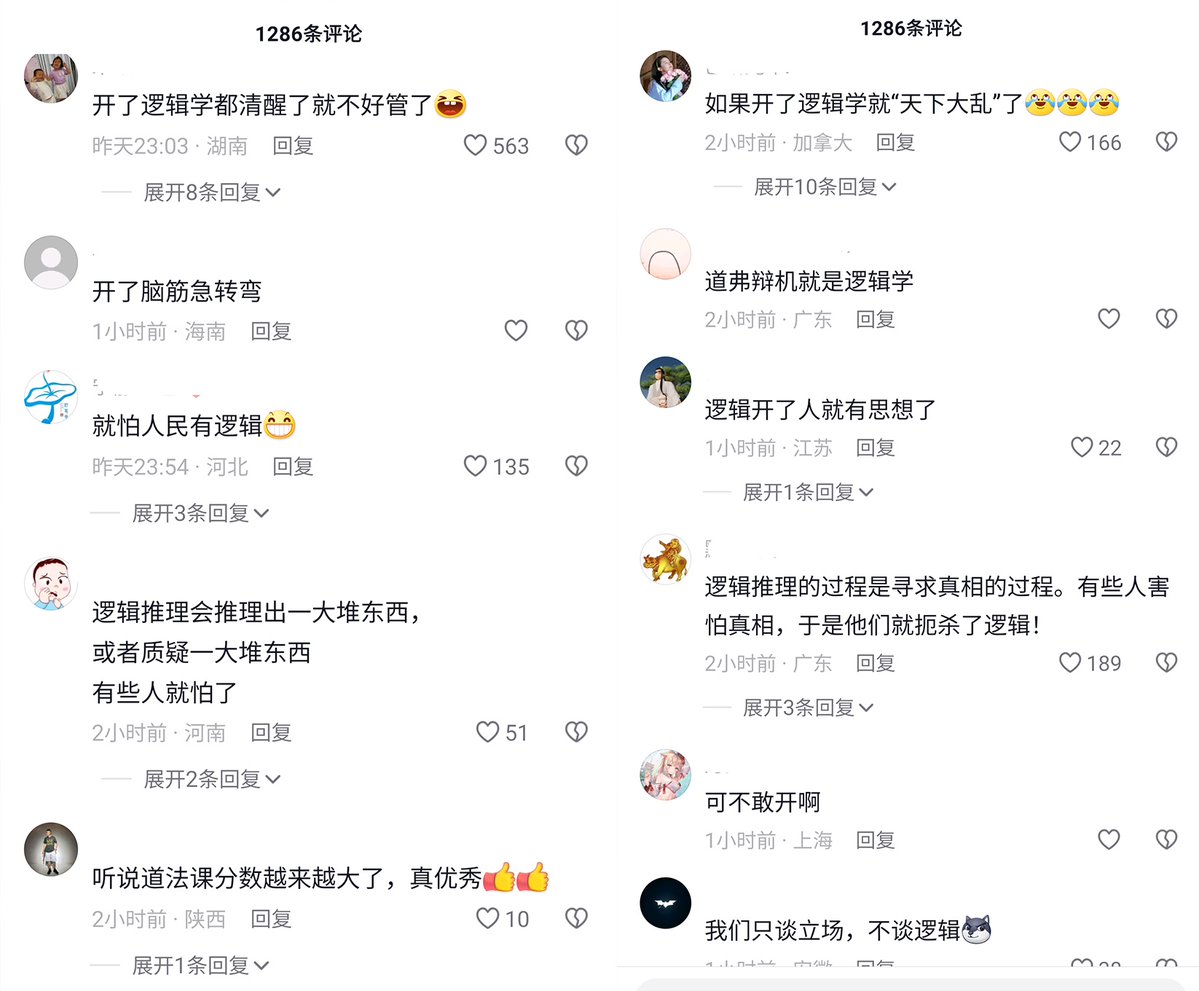 1286条评论
开了逻辑学都清醒了就不好管了😆
昨天23:03 · 湖南 回复 563
展开8条回复
开了脑筋急转弯
1小时前 · 海南 回复
就怕人民有逻辑😁
昨天23:54 · 河北 回复 135
展开3条回复
逻辑推理会推理出一大堆东西，
或者质疑一大堆东西
有些人就怕了
2小时前 · 河南 回复 51
展开2条回复
听说道法课分数越来越大了，真优秀👍👍
2小时前 · 陕西 回复 10
展开1条回复
1286条评论
如果开了逻辑学就“天下大乱”了😂😂😂
2小时前 · 加拿大 回复 166
展开10条回复
道弗辩机就是逻辑学
2小时前 · 广东 回复
逻辑开了人就有思想了
1小时前 · 江苏 回复 22
展开1条回复
逻辑推理的过程是寻求真相的过程。有些人害
怕真相，于是他们就扼杀了逻辑！
2小时前 · 广东 回复 189
展开3条回复
可不敢开啊
1小时前 · 上海 回复
我们只谈立场，不谈逻辑
1小时前 · 安徽 回复